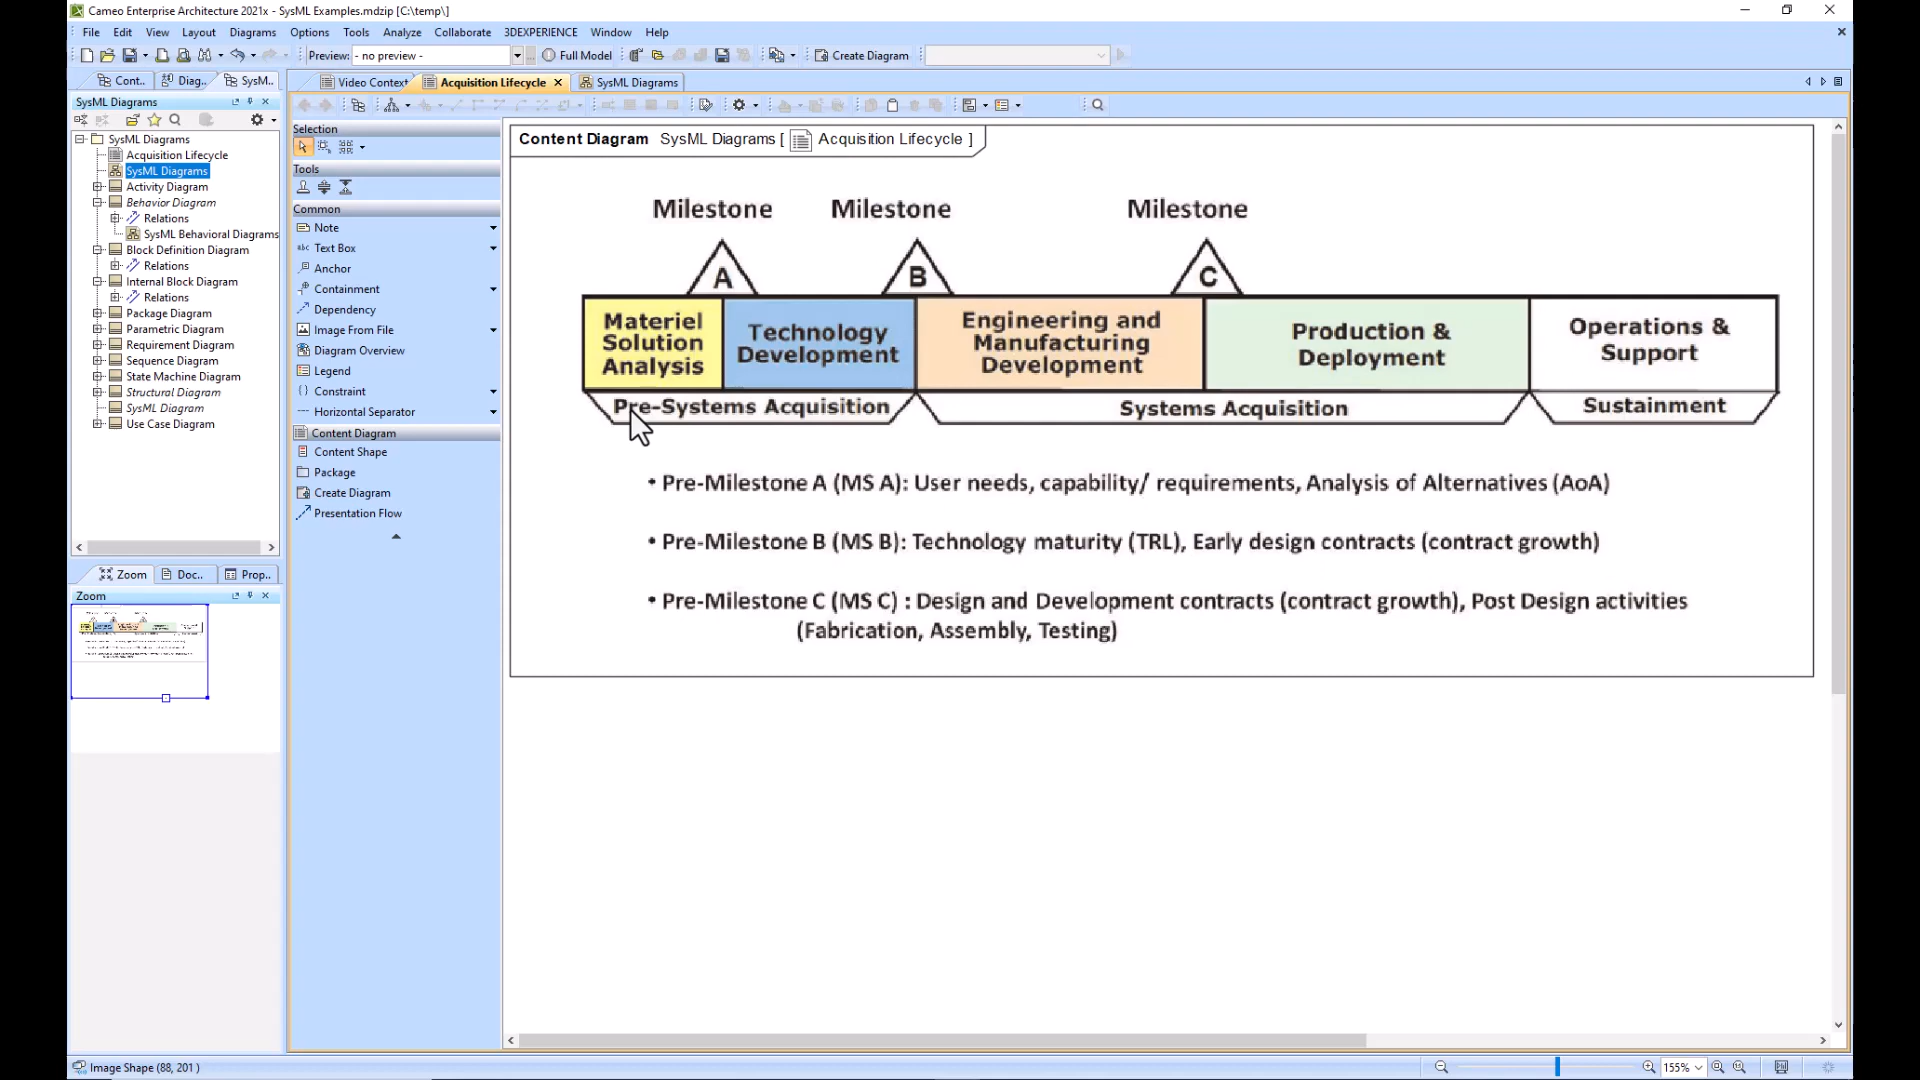 Cameo Enterprise Architecture 2021x - SysML Examples.mdzip [C:\temp\]
File Edit View Layout Diagrams Options Tools Analyze Collaborate 3DEXPERIENCE Window Help
Preview: - no preview - ... Full Model Create Diagram
Cont.. Diag.. SysM..
Video Context Acquisition Lifecycle SysML Diagrams
SysML Diagrams
SysML Diagrams
Acquisition Lifecycle
SysML Diagrams
Activity Diagram
Behavior Diagram
Relations
SysML Behavioral Diagrams
Block Definition Diagram
Relations
Internal Block Diagram
Relations
Package Diagram
Parametric Diagram
Requirement Diagram
Sequence Diagram
State Machine Diagram
Structural Diagram
SysML Diagram
Use Case Diagram
Zoom Doc.. Prop..
Zoom
Selection
Tools
Common
Note
abc Text Box
Anchor
Containment
Dependency
Image From File
Diagram Overview
Legend
{} Constraint
Horizontal Separator
Content Diagram
Content Shape
Package
Create Diagram
Presentation Flow
Content Diagram SysML Diagrams [ Acquisition Lifecycle ]
Milestone Milestone Milestone
A B C
Materiel
Solution
Analysis
Technology
Development
Engineering and
Manufacturing
Development
Production &
Deployment
Operations &
Support
Pre-Systems Acquisition Systems Acquisition Sustainment
• Pre-Milestone A (MS A): User needs, capability/ requirements, Analysis of Alternatives (AoA)
• Pre-Milestone B (MS B): Technology maturity (TRL), Early design contracts (contract growth)
• Pre-Milestone C (MS C) : Design and Development contracts (contract growth), Post Design activities
(Fabrication, Assembly, Testing)
Image Shape (88, 201 )
155%